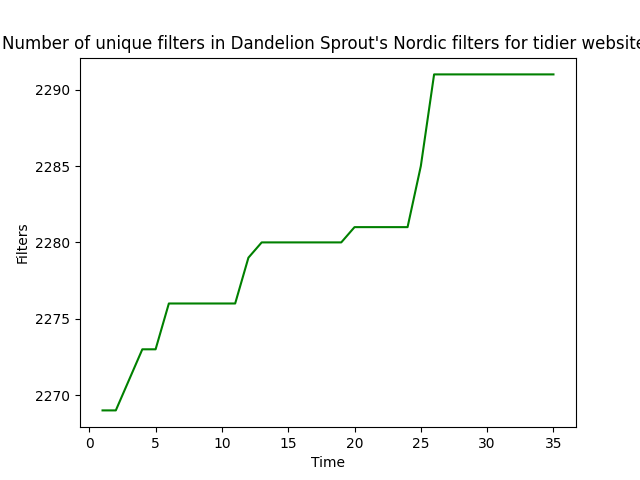 Number of unique filters in Dandelion Sprout's Nordic filters for tidier website
2290
2285
2280
2275
2270
Filters
0 5 10 15 20 25 30 35
Time